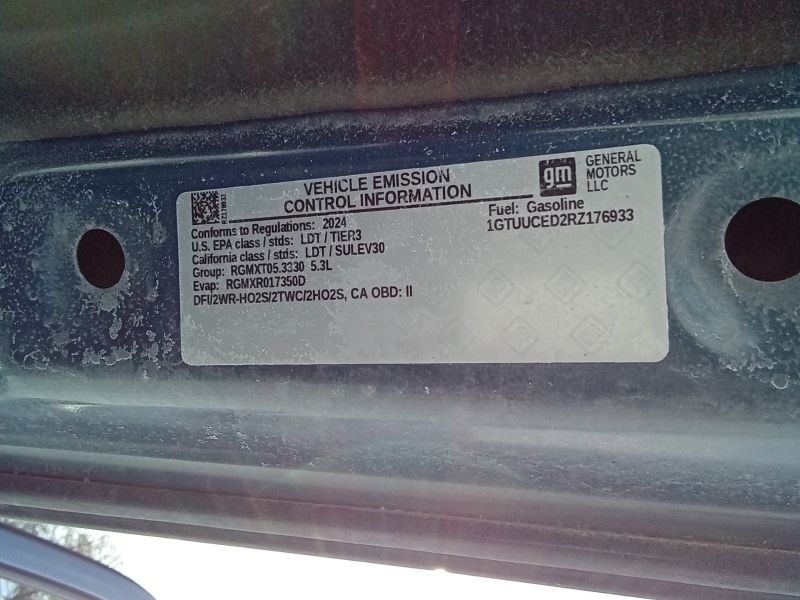 VEHICLE EMISSION
CONTROL INFORMATION
gm
GENERAL
MOTORS
LLC
Conforms to Regulations: 2024
U.S. EPA class / stds: LDT / TIER3
California class / stds: LDT / SULEV30
Group: RGMXT05.3330 5.3L
Evap: RGMXR017350D
DFI/2WR-HO2S/2TWC/2HO2S, CA OBD: II
Fuel: Gasoline
1GTUUCED2RZ176933